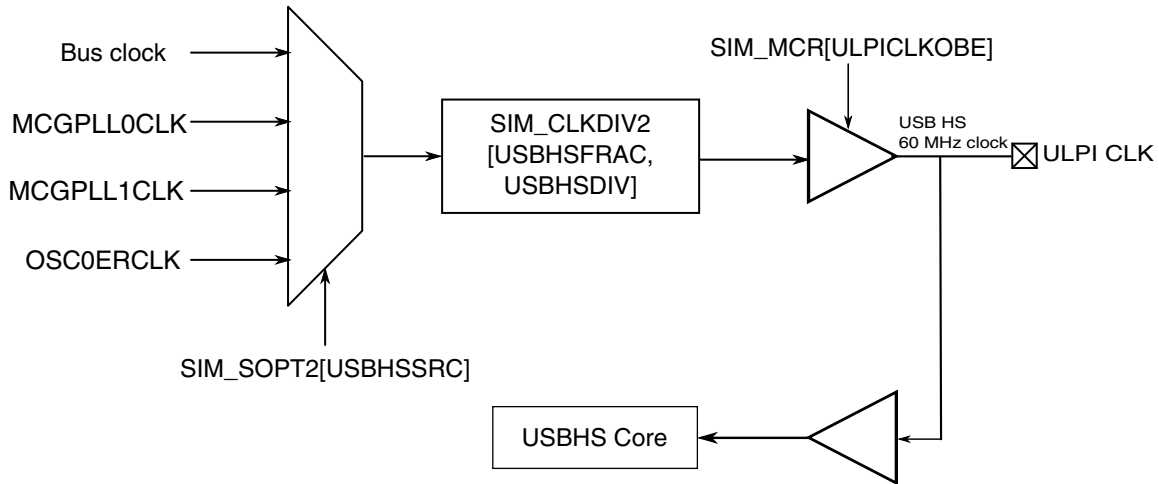 Bus clock
MCGPLL0CLK
MCGPLL1CLK
OSC0ERCLK
SIM_SOPT2[USBHSSRC]
SIM_CLKDIV2
[USBHSFRAC,
USBHSDIV]
SIM_MCR[ULPICLKOBE]
USB HS
60 MHz clock
ULPI CLK
USBHS Core